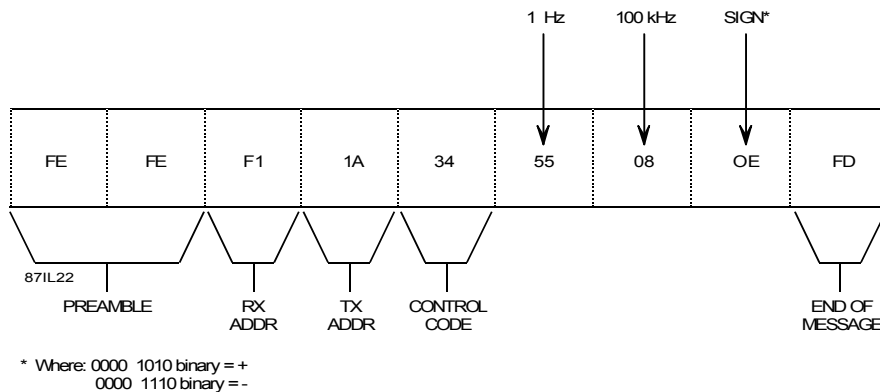 1 Hz 100 kHz SIGN*
FE FE F1 1A 34 55 08 OE FD
87IL22
PREAMBLE RX ADDR TX ADDR CONTROL CODE END OF MESSAGE
* Where: 0000 1010 binary = +
0000 1110 binary = -